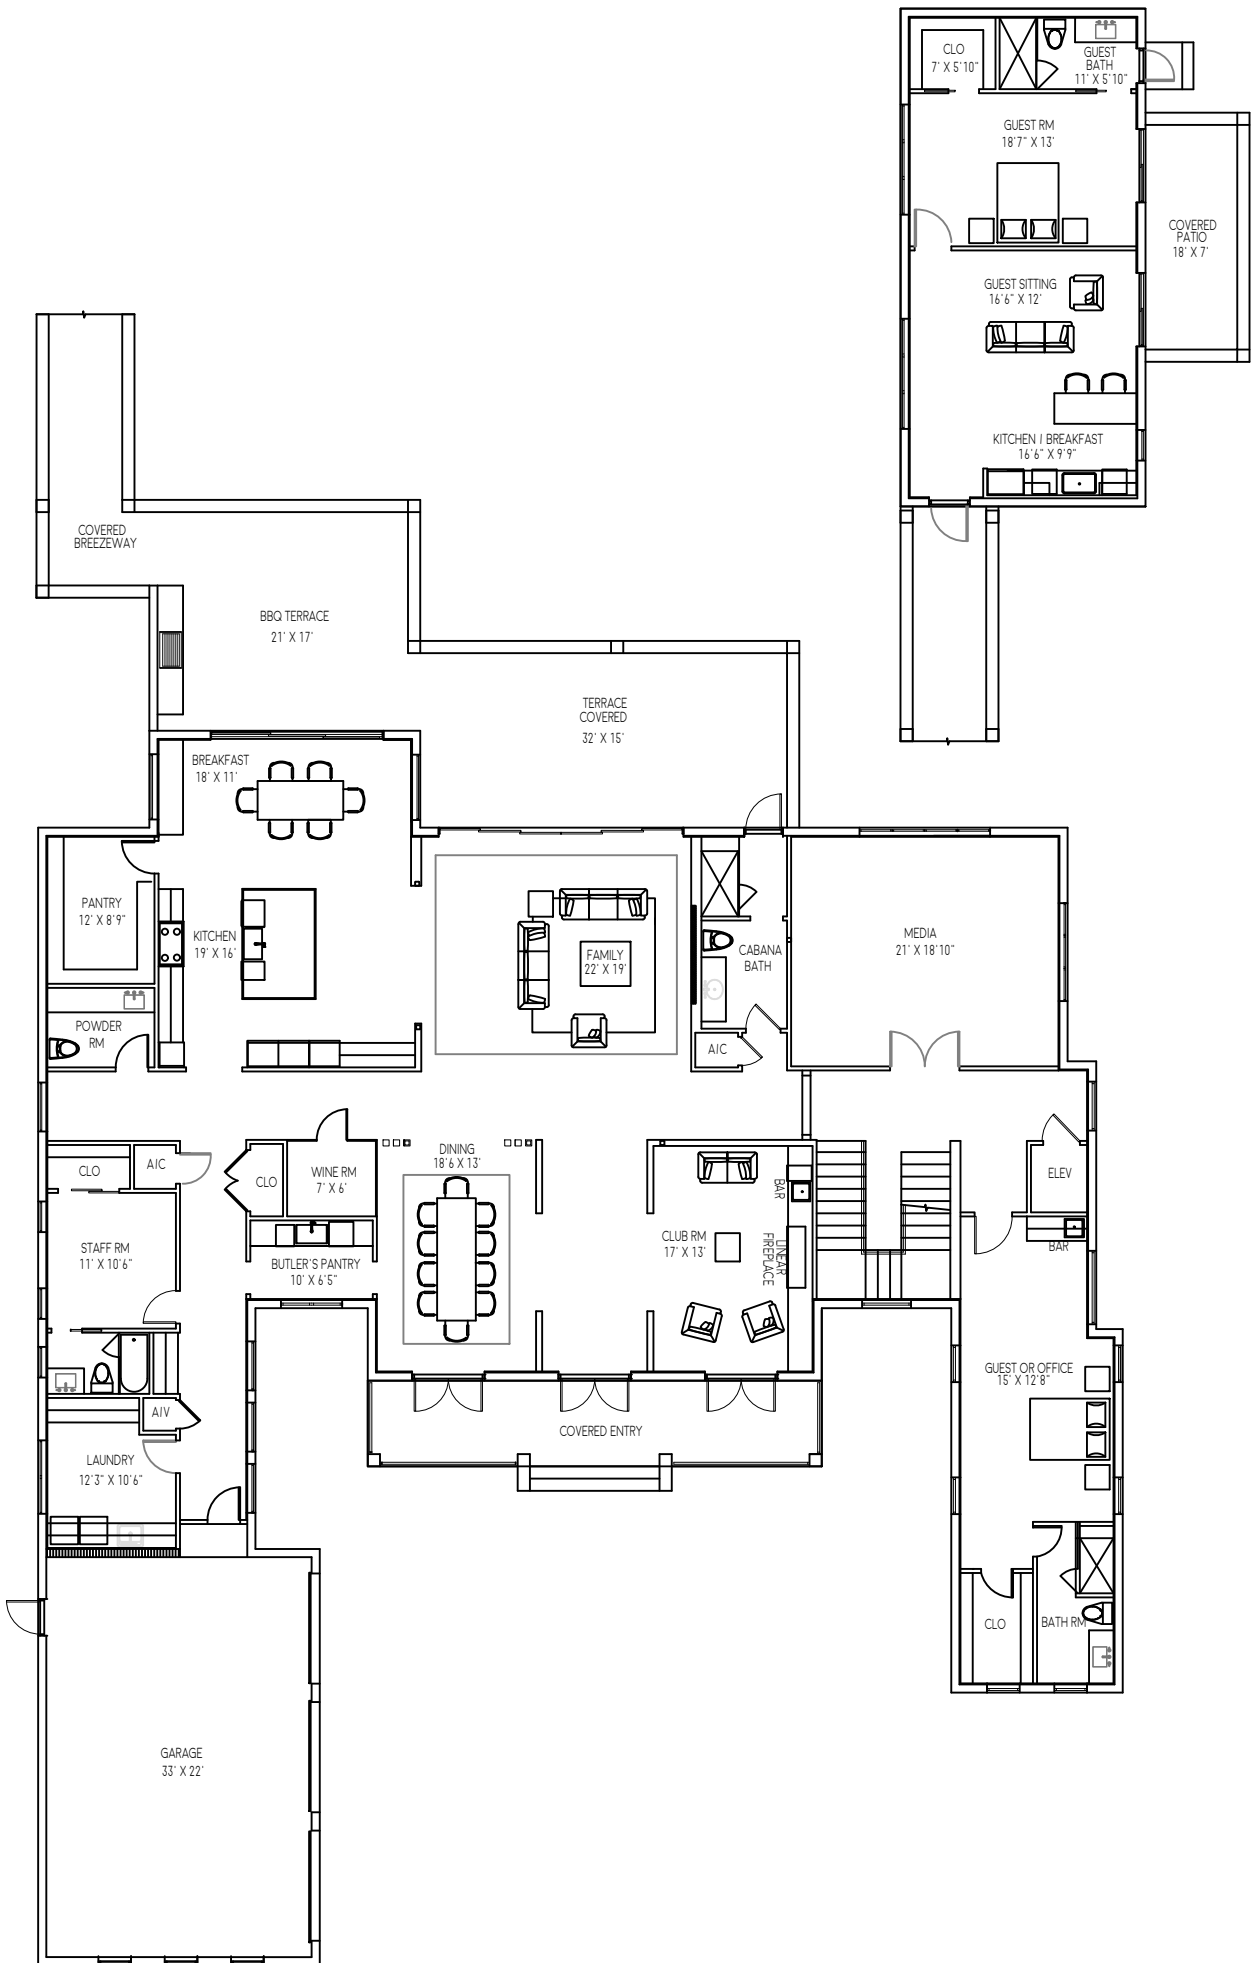 CLO
7' X 5'10"
GUEST
BATH
11' X 5'10"
GUEST RM
18'7" X 13'
COVERED
PATIO
18' X 7'
GUEST SITTING
16'6" X 12'
KITCHEN / BREAKFAST
16'6" X 9'9"
COVERED
BREEZEWAY
BBQ TERRACE
21' X 17'
TERRACE
COVERED
32' X 15'
BREAKFAST
18' X 11'
PANTRY
12' X 8'9"
KITCHEN
19' X 16'
FAMILY
22' X 19'
CABANA
BATH
MEDIA
21' X 18'10"
POWDER
RM
A/C
CLO
A/C
CLO
WINE RM
7' X 6'
DINING
18'6 X 13'
BAR
ELEV
STAFF RM
11' X 10'6"
BUTLER'S PANTRY
10' X 6'5"
CLUB RM
17' X 13'
LINEAR
FIREPLACE
BAR
GUEST OR OFFICE
15' X 12'8"
A/V
COVERED ENTRY
LAUNDRY
12'3" X 10'6"
CLO
BATH RM
GARAGE
33' X 22'